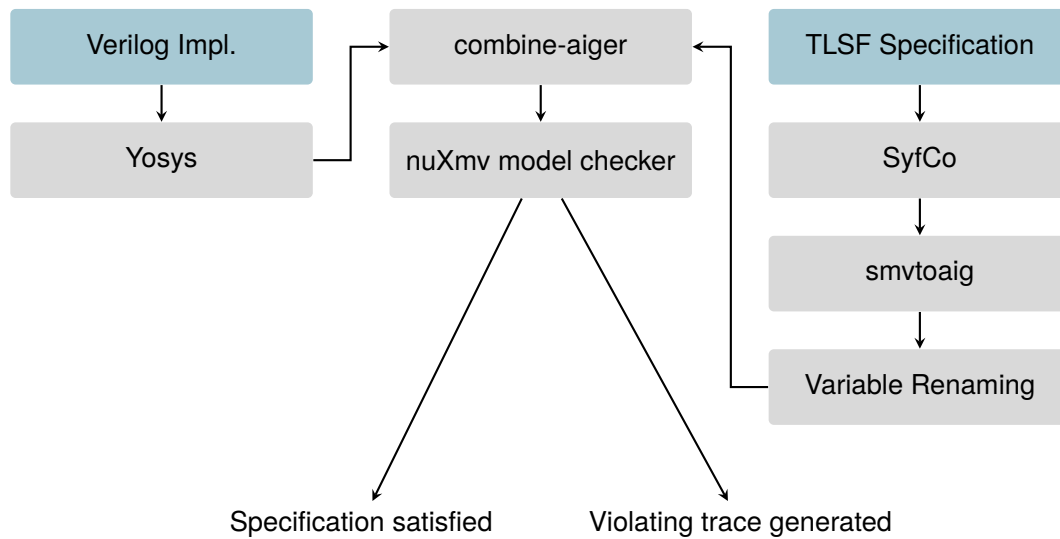 Verilog Impl.
combine-aiger
TLSF Specification
Yosys
nuXmv model checker
SyfCo
smvtoaig
Variable Renaming
Specification satisfied
Violating trace generated